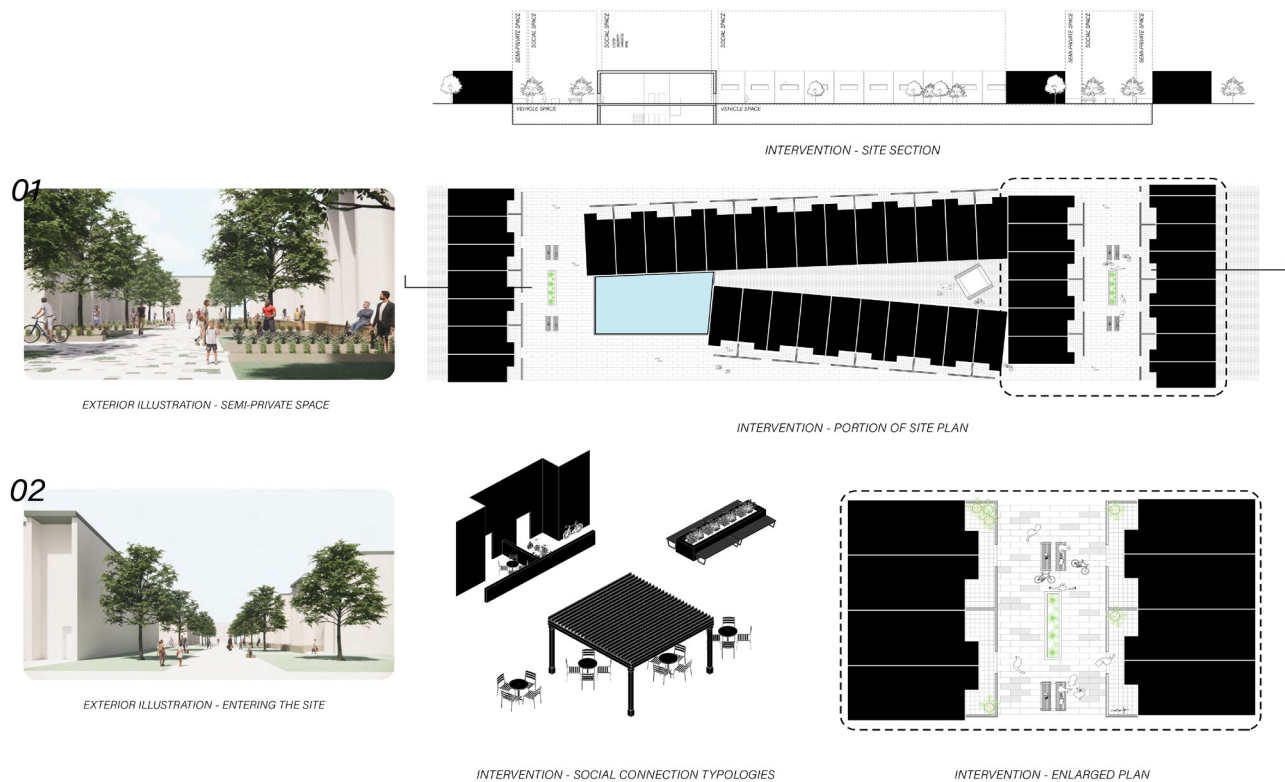 SEMI-PRIVATE SPACE
SOCIAL SPACE
SOCIAL SPACE
SOCIAL SPACE
SEMI-PRIVATE SPACE
SOCIAL SPACE
SEMI-PRIVATE SPACE
VEHICLE SPACE
VEHICLE SPACE
INTERVENTION - SITE SECTION
01
EXTERIOR ILLUSTRATION - SEMI-PRIVATE SPACE
INTERVENTION - PORTION OF SITE PLAN
02
EXTERIOR ILLUSTRATION - ENTERING THE SITE
INTERVENTION - SOCIAL CONNECTION TYPOLOGIES
INTERVENTION - ENLARGED PLAN